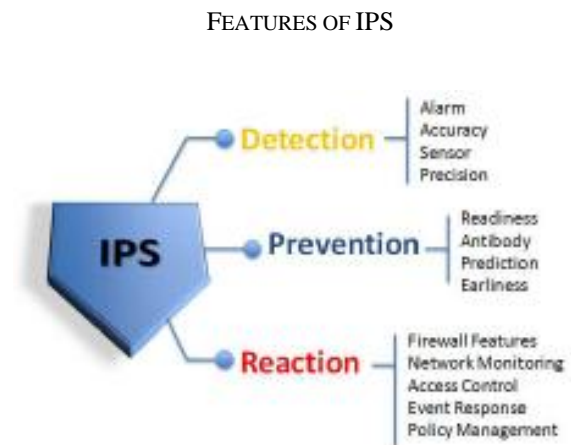 FEATURES OF IPS
IPS
Detection
Alarm
Accuracy
Sensor
Precision
Prevention
Readiness
Antibody
Prediction
Earliness
Reaction
Firewall Features
Network Monitoring
Access Control
Event Response
Policy Management